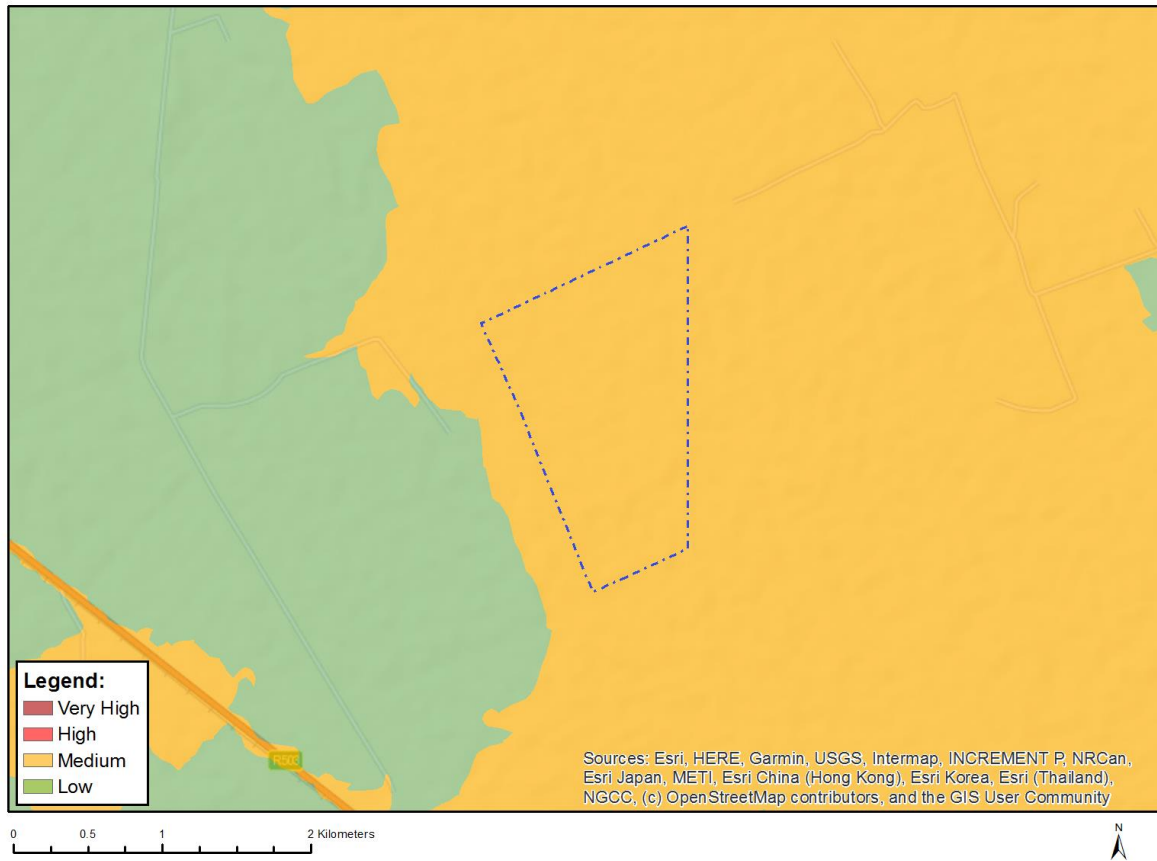 R503
Legend:
Very High
High
Medium
Low
Sources: Esri, HERE, Garmin, USGS, Intermap, INCREMENT P, NRCan,
Esri Japan, METI, Esri China (Hong Kong), Esri Korea, Esri (Thailand),
NGCC, (c) OpenStreetMap contributors, and the GIS User Community
0 0.5 1 2 Kilometers
N